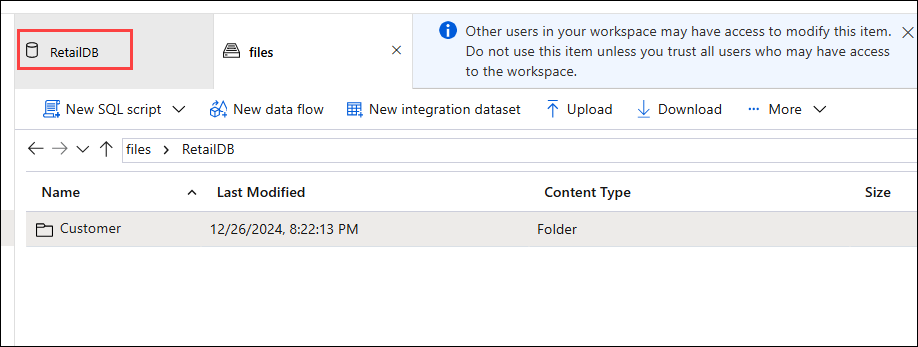 RetailDB
files
Other users in your workspace may have access to modify this item.
Do not use this item unless you trust all users who may have access
to the workspace.
New SQL script New data flow New integration dataset Upload Download ··· More
files > RetailDB
Name Last Modified Content Type Size
Customer 12/26/2024, 8:22:13 PM Folder